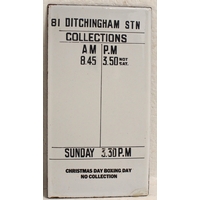 81 DITCHINGHAM STN
COLLECTIONS
AM P.M
8.45 3.50 NOT SAT.
SUNDAY 3.30 P.M
CHRISTMAS DAY BOXING DAY
NO COLLECTION